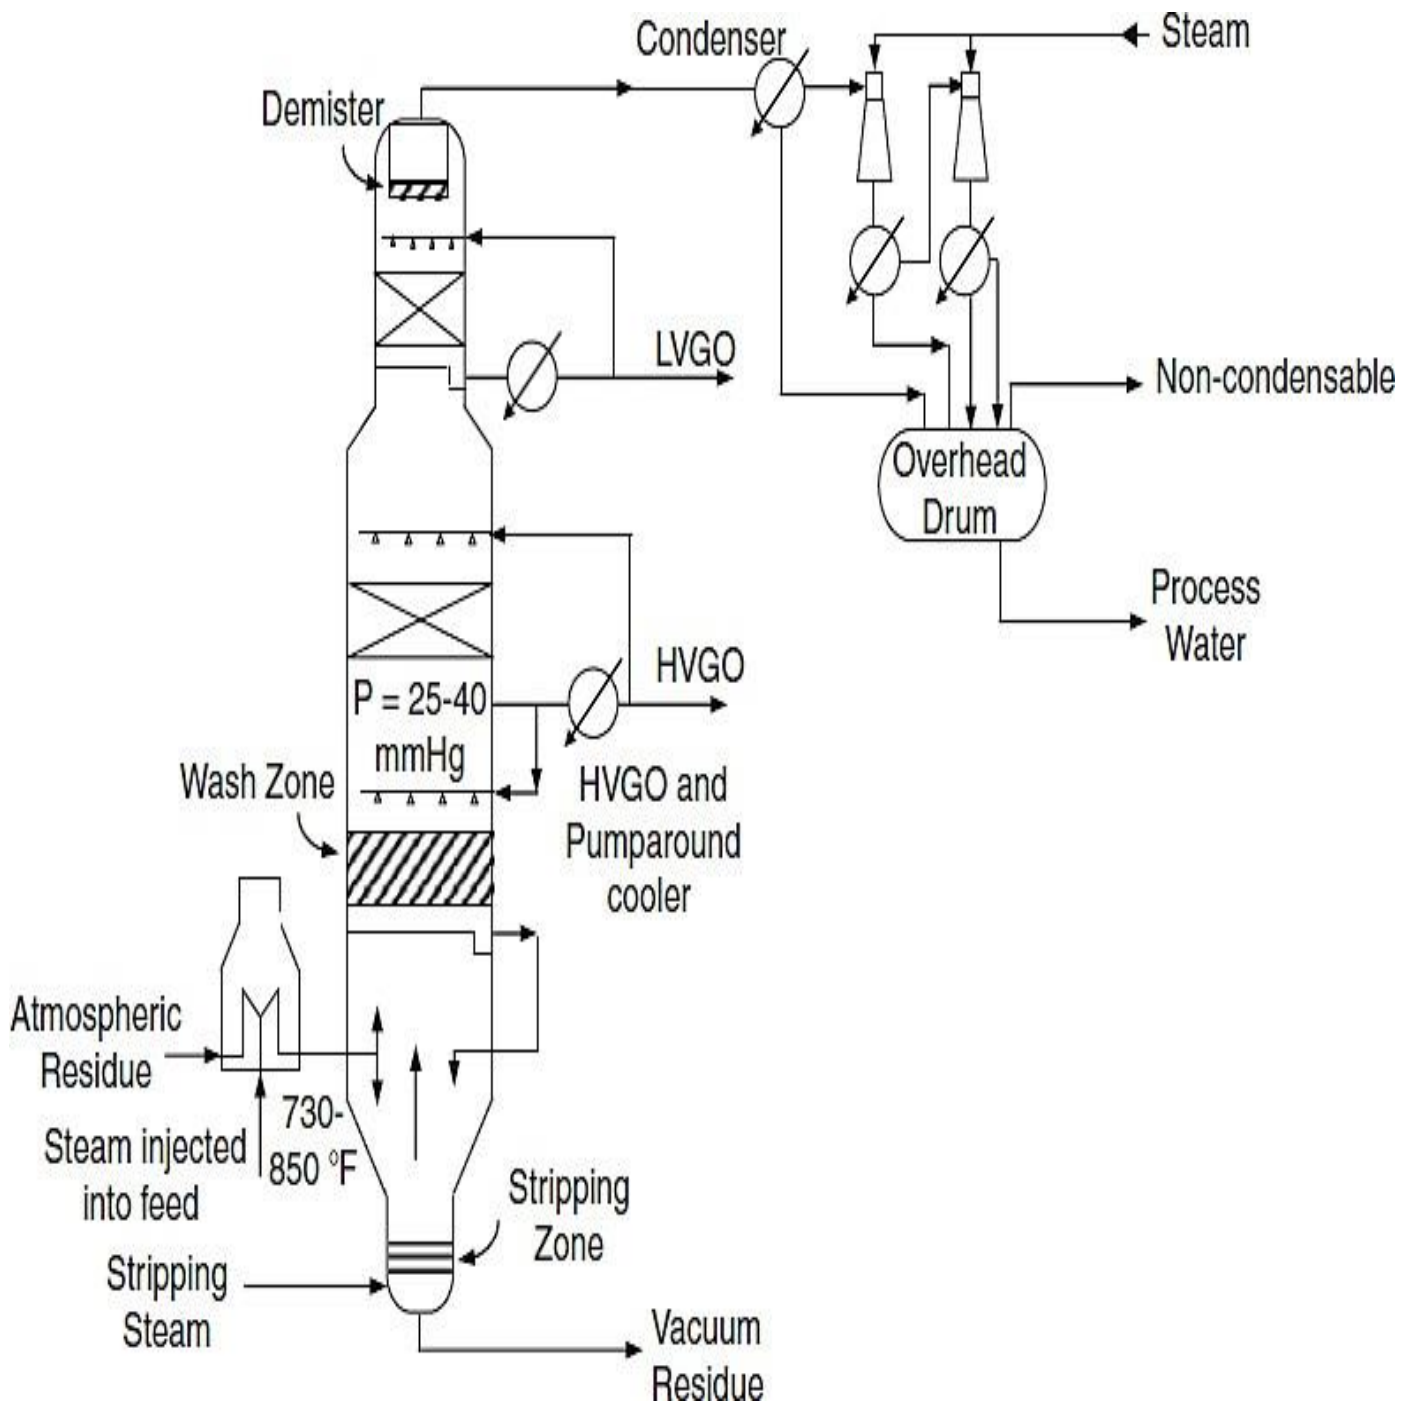 Condenser
Steam
Demister
LVGO
Non-condensable
Overhead
Drum
Process
Water
HVGO
P = 25-40
mmHg
Wash Zone
HVGO and
Pumparound
cooler
Atmospheric
Residue
730-
850 °F
Steam injected
into feed
Stripping
Zone
Stripping
Steam
Vacuum
Residue